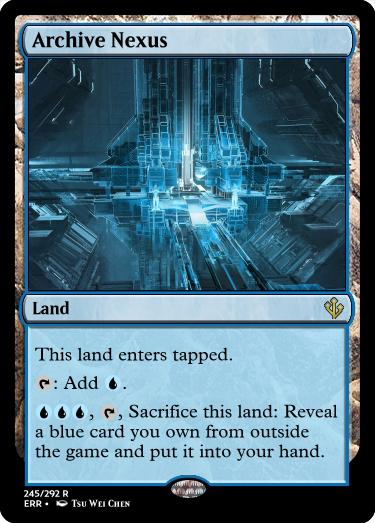 Archive Nexus
Land
This land enters tapped.
: Add .
, , Sacrifice this land: Reveal
a blue card you own from outside
the game and put it into your hand.
245/292 R
ERR • Tsu Wei Chen